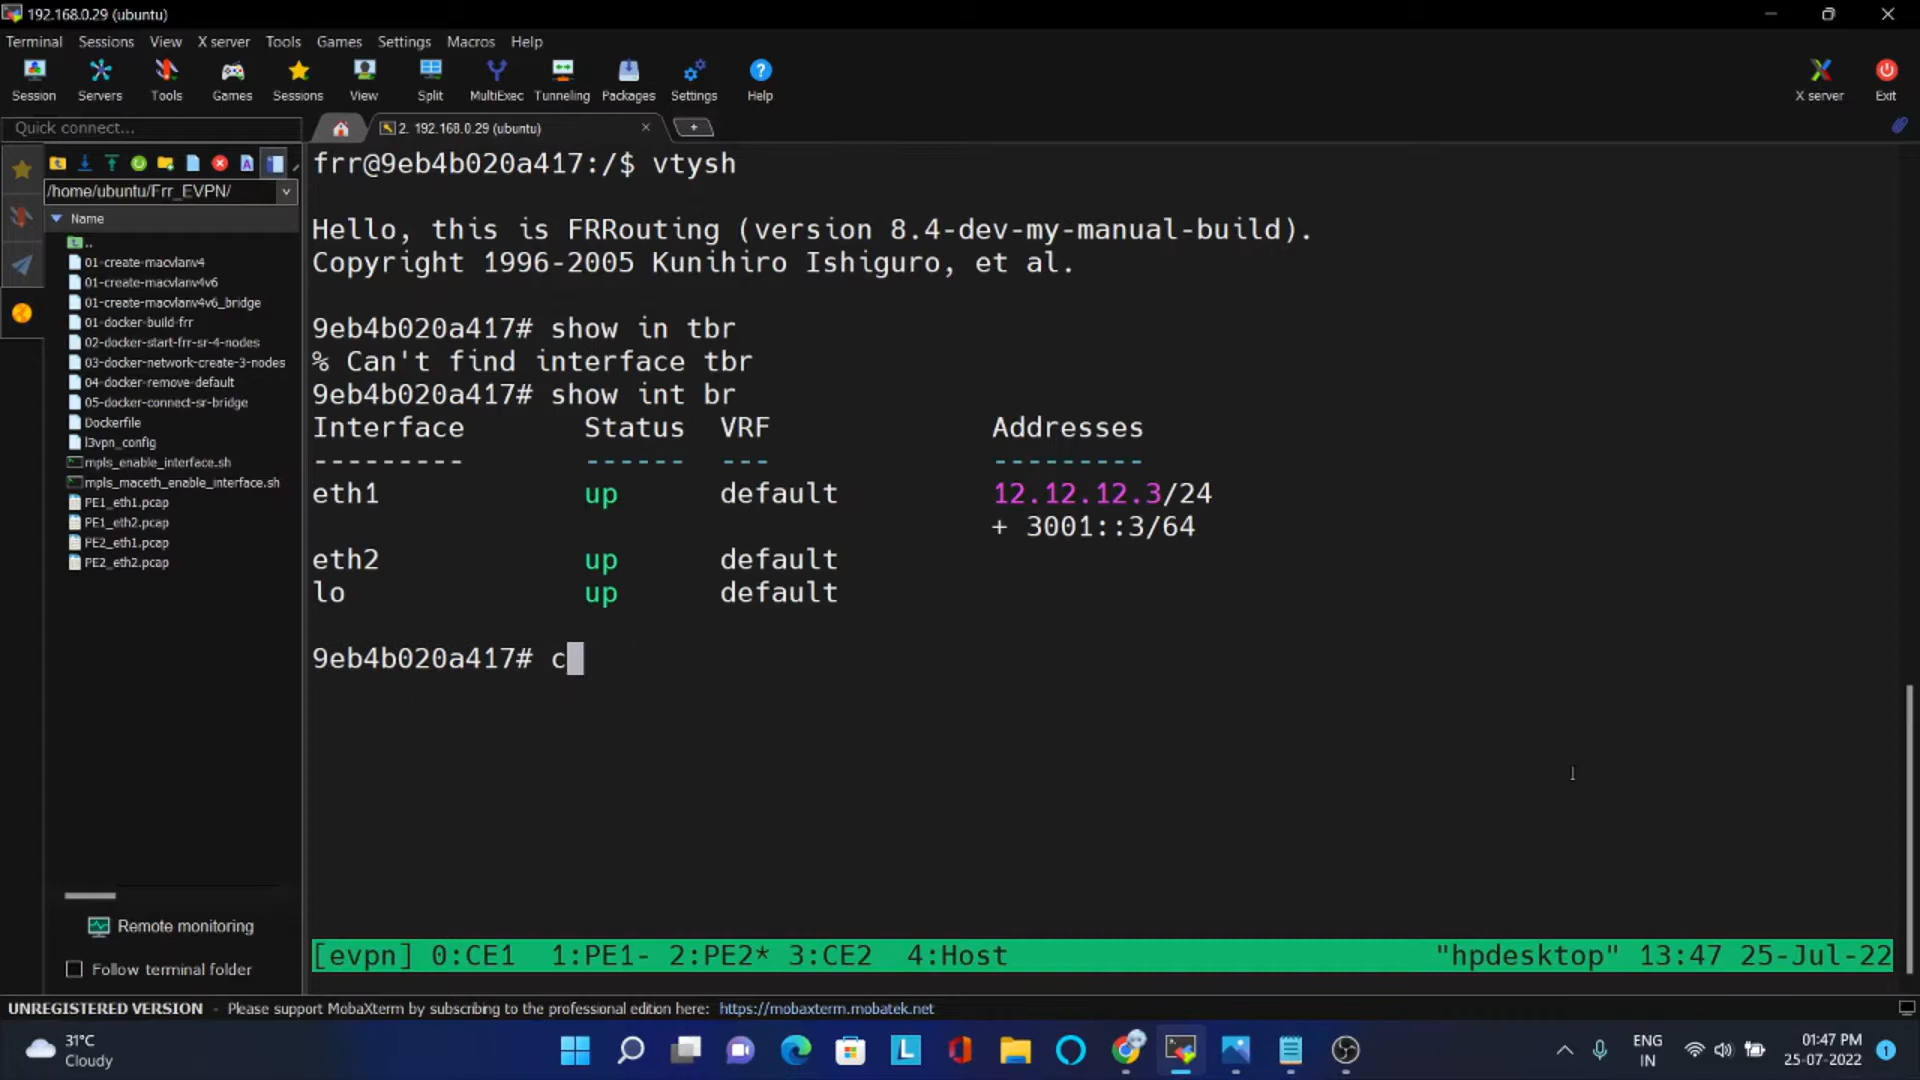 192.168.0.29 (ubuntu)
Terminal Sessions View X server Tools Games Settings Macros Help
Session Servers Tools Games Sessions View Split MultiExec Tunneling Packages Settings Help X server Exit
Quick connect...
2. 192.168.0.29 (ubuntu)
/home/ubuntu/Frr_EVPN/
Name
..
01-create-macvlanv4
01-create-macvlanv4v6
01-create-macvlanv4v6_bridge
01-docker-build-frr
02-docker-start-frr-sr-4-nodes
03-docker-network-create-3-nodes
04-docker-remove-default
05-docker-connect-sr-bridge
Dockerfile
l3vpn_config
mpls_enable_interface.sh
mpls_maceth_enable_interface.sh
PE1_eth1.pcap
PE1_eth2.pcap
PE2_eth1.pcap
PE2_eth2.pcap
Remote monitoring
Follow terminal folder
frr@9eb4b020a417:/$ vtysh
Hello, this is FRRouting (version 8.4-dev-my-manual-build).
Copyright 1996-2005 Kunihiro Ishiguro, et al.
9eb4b020a417# show in tbr
% Can't find interface tbr
9eb4b020a417# show int br
Interface Status VRF Addresses
--------- ------ --- ---------
eth1 up default 12.12.12.3/24
+ 3001::3/64
eth2 up default
lo up default
9eb4b020a417# c
[evpn] 0:CE1 1:PE1- 2:PE2* 3:CE2 4:Host "hpdesktop" 13:47 25-Jul-22
UNREGISTERED VERSION - Please support MobaXterm by subscribing to the professional edition here: https://mobaxterm.mobatek.net
31°C
Cloudy
ENG
IN
01:47 PM
25-07-2022
1